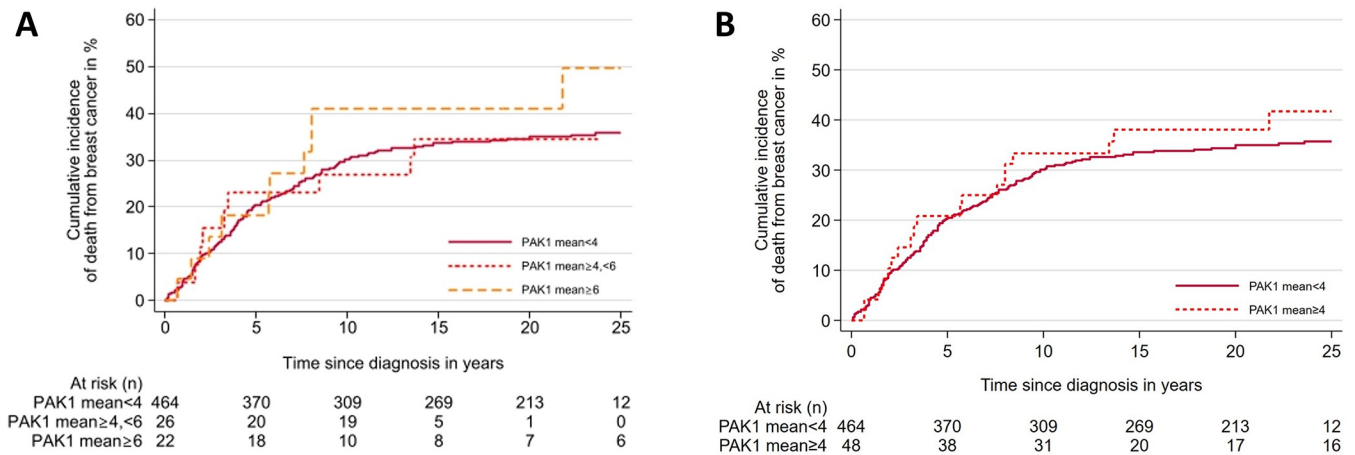 A
Cumulative incidence
of death from breast cancer in %
60
50
40
30
20
10
0
PAK1 mean<4
PAK1 mean≥4,<6
PAK1 mean≥6
0 5 10 15 20 25
Time since diagnosis in years
At risk (n)
PAK1 mean<4 464 370 309 269 213 12
PAK1 mean≥4,<6 26 20 19 5 1 0
PAK1 mean≥6 22 18 10 8 7 6
B
Cumulative incidence
of death from breast cancer in %
60
50
40
30
20
10
0
PAK1 mean<4
PAK1 mean≥4
0 5 10 15 20 25
Time since diagnosis in years
At risk (n)
PAK1 mean<4 464 370 309 269 213 12
PAK1 mean≥4 48 38 31 20 17 16